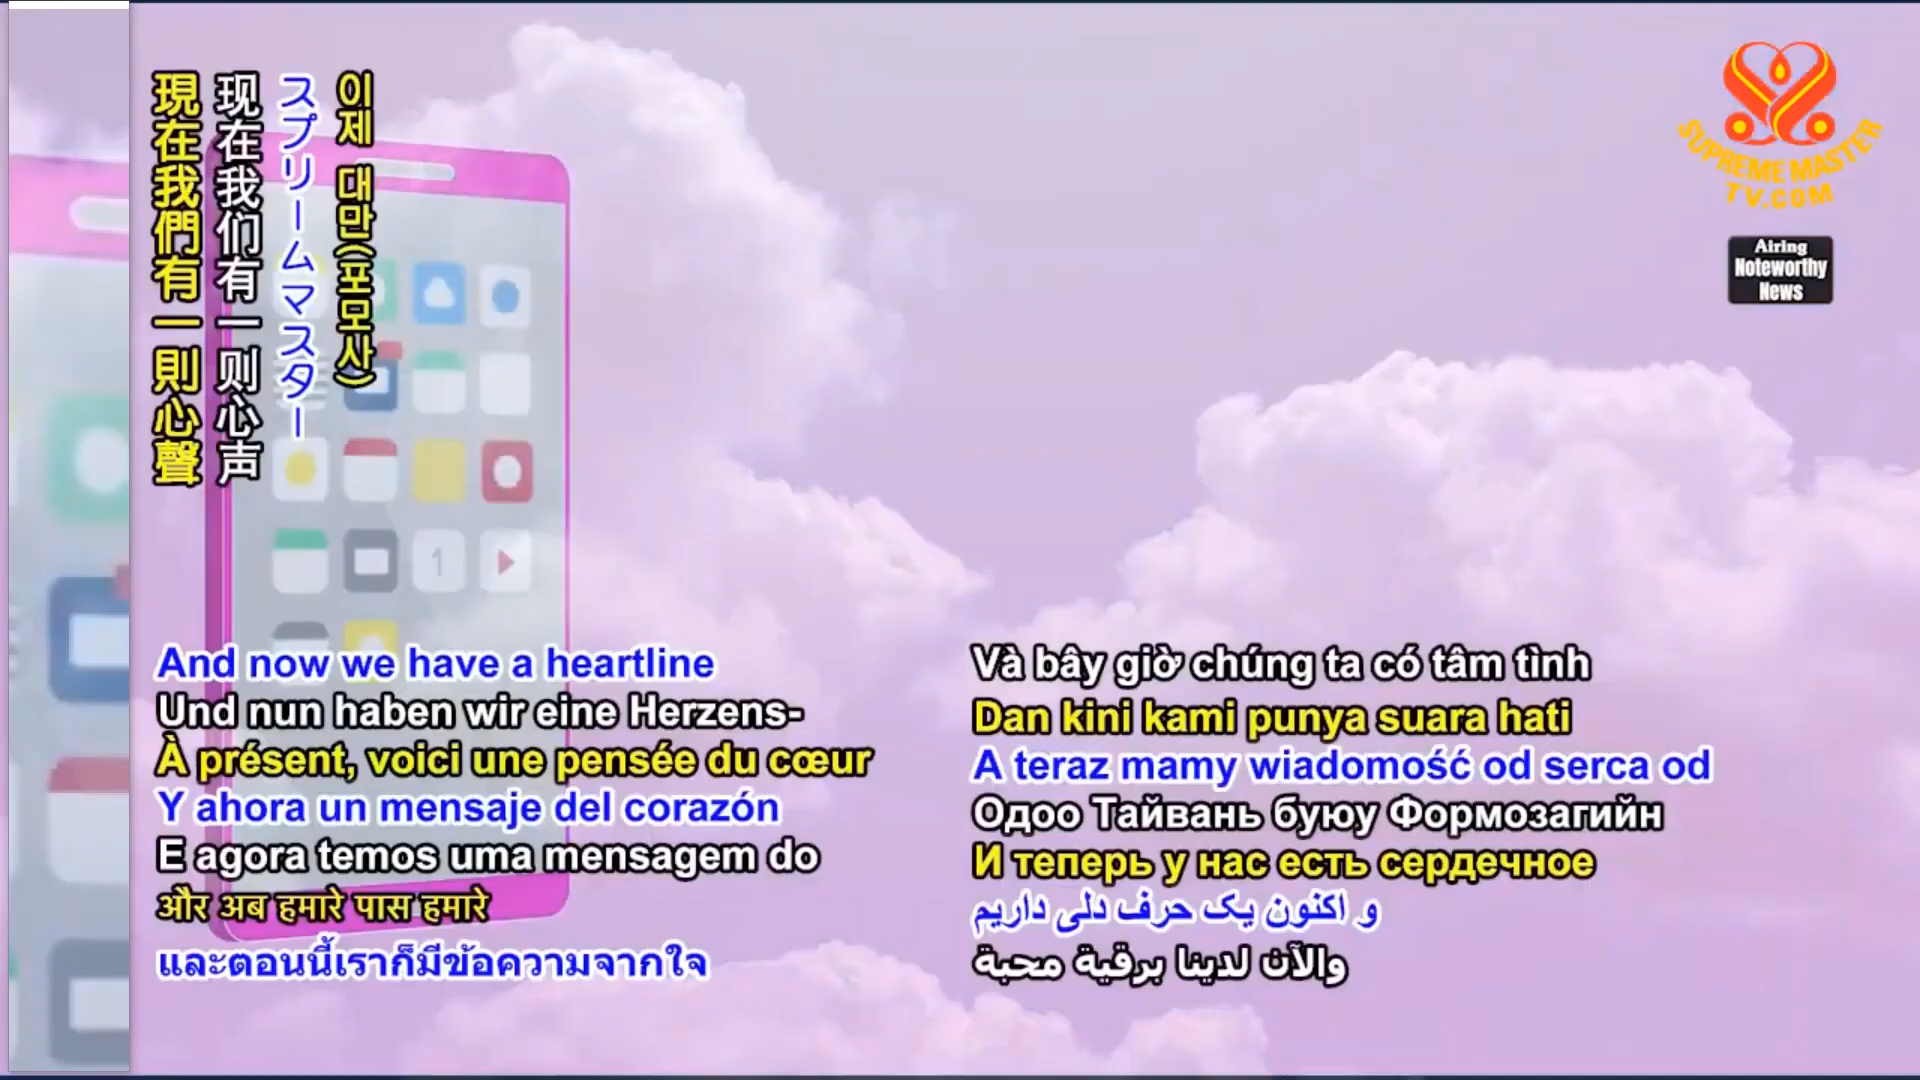 現在我們有一則心聲
现在我们有一则心声
スプリームマスター
이제 대만(포모사)
SUPREME MASTER
TV.COM
Airing
Noteworthy
News
1
And now we have a heartline
Und nun haben wir eine Herzens-
À présent, voici une pensée du cœur
Y ahora un mensaje del corazón
E agora temos uma mensagem do
और अब हमारे पास हमारे
และตอนนี้เราก็มีข้อความจากใจ
Và bây giờ chúng ta có tâm tình
Dan kini kami punya suara hati
A teraz mamy wiadomość od serca od
Одоо Тайвань буюу Формозагийн
И теперь у нас есть сердечное
و اکنون یک حرف دلی داریم
والآن لدينا برقية محبة